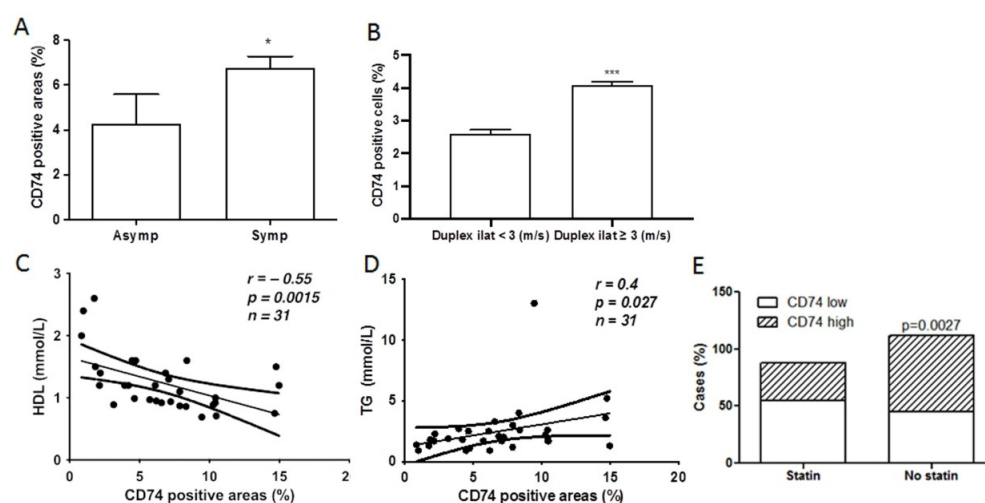 A
CD74 positive areas (%)
8
6
4
2
0
*
Asymp
Symp
B
CD74 positive cells (%)
5
4
3
2
1
0
***
Duplex ilat < 3 (m/s)
Duplex ilat ≥ 3 (m/s)
C
HDL (mmol/L)
3
2
1
0
r = – 0.55
p = 0.0015
n = 31
0
5
10
15
2
CD74 positive areas (%)
D
TG (mmol/L)
15
10
5
0
r = 0.4
p = 0.027
n = 31
0
5
10
15
20
CD74 positive areas (%)
E
Cases (%)
150
100
50
0
CD74 low
CD74 high
p=0.0027
Statin
No statin